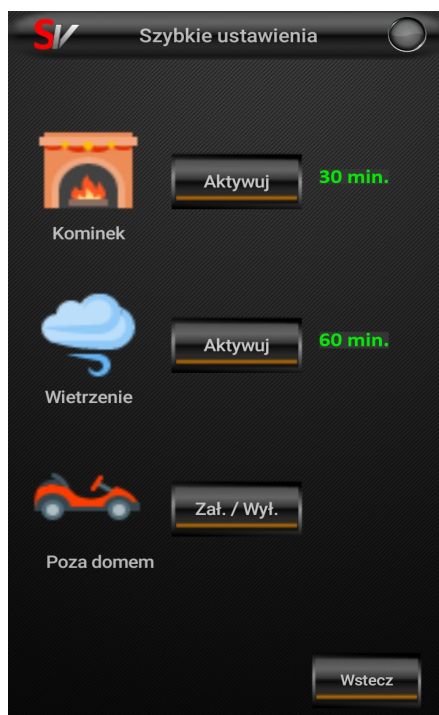 SV Szybkie ustawienia
Aktywuj 30 min.
Kominek
Aktywuj 60 min.
Wietrzenie
Zał. / Wył.
Poza domem
Wstecz